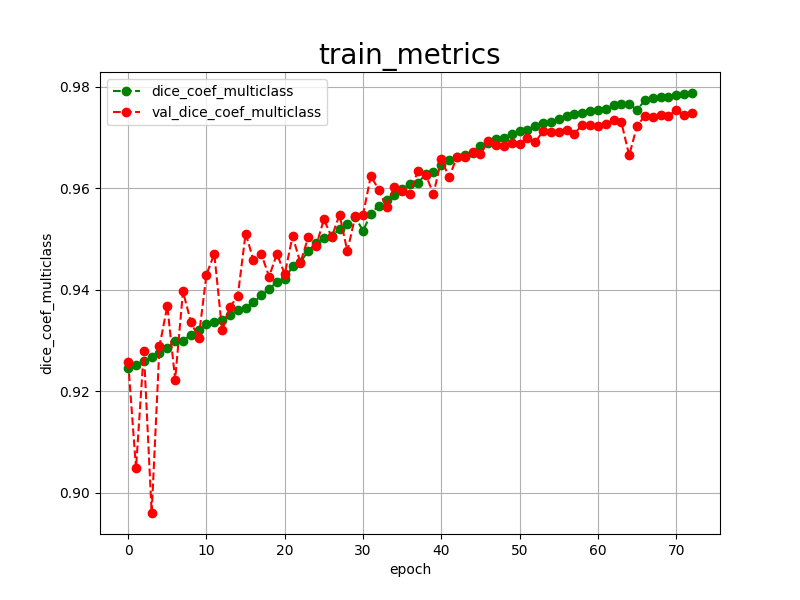 train_metrics
dice_coef_multiclass
val_dice_coef_multiclass
dice_coef_multiclass
0.98
0.96
0.94
0.92
0.90
0 10 20 30 40 50 60 70
epoch